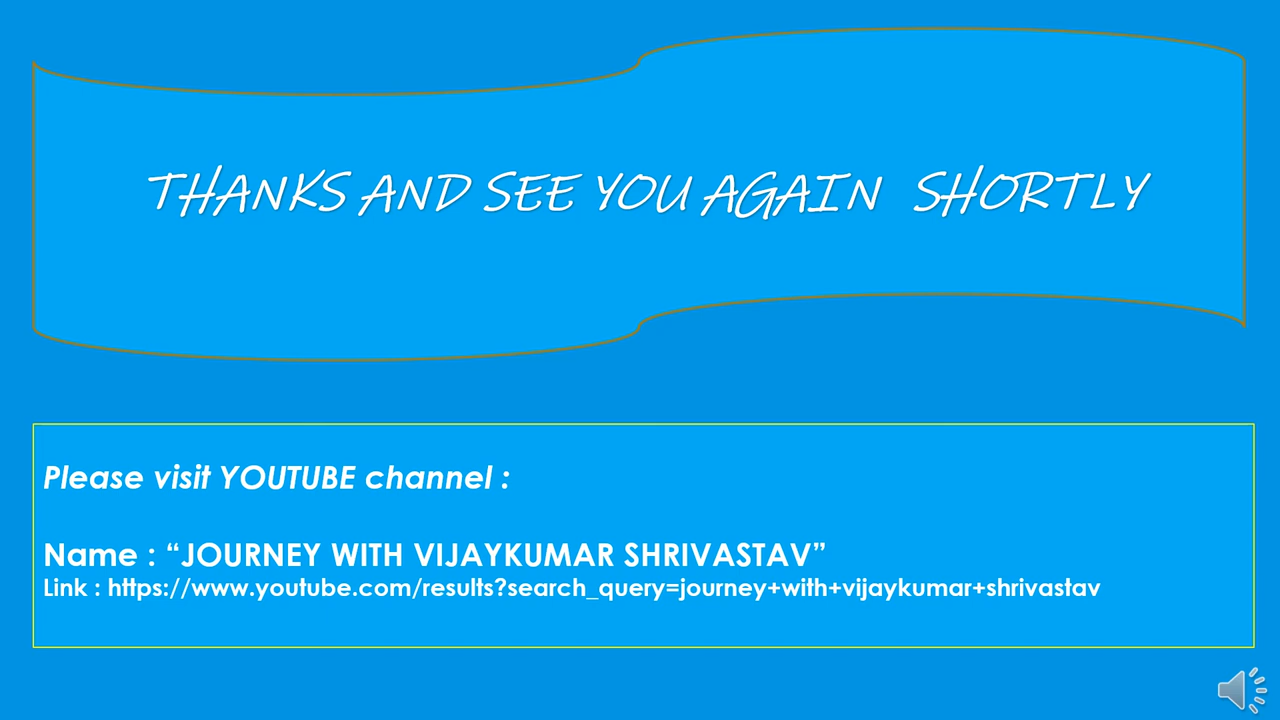 THANKS AND SEE YOU AGAIN SHORTLY
Please visit YOUTUBE channel :
Name : “JOURNEY WITH VIJAYKUMAR SHRIVASTAV”
Link : https://www.youtube.com/results?search_query=journey+with+vijaykumar+shrivastav